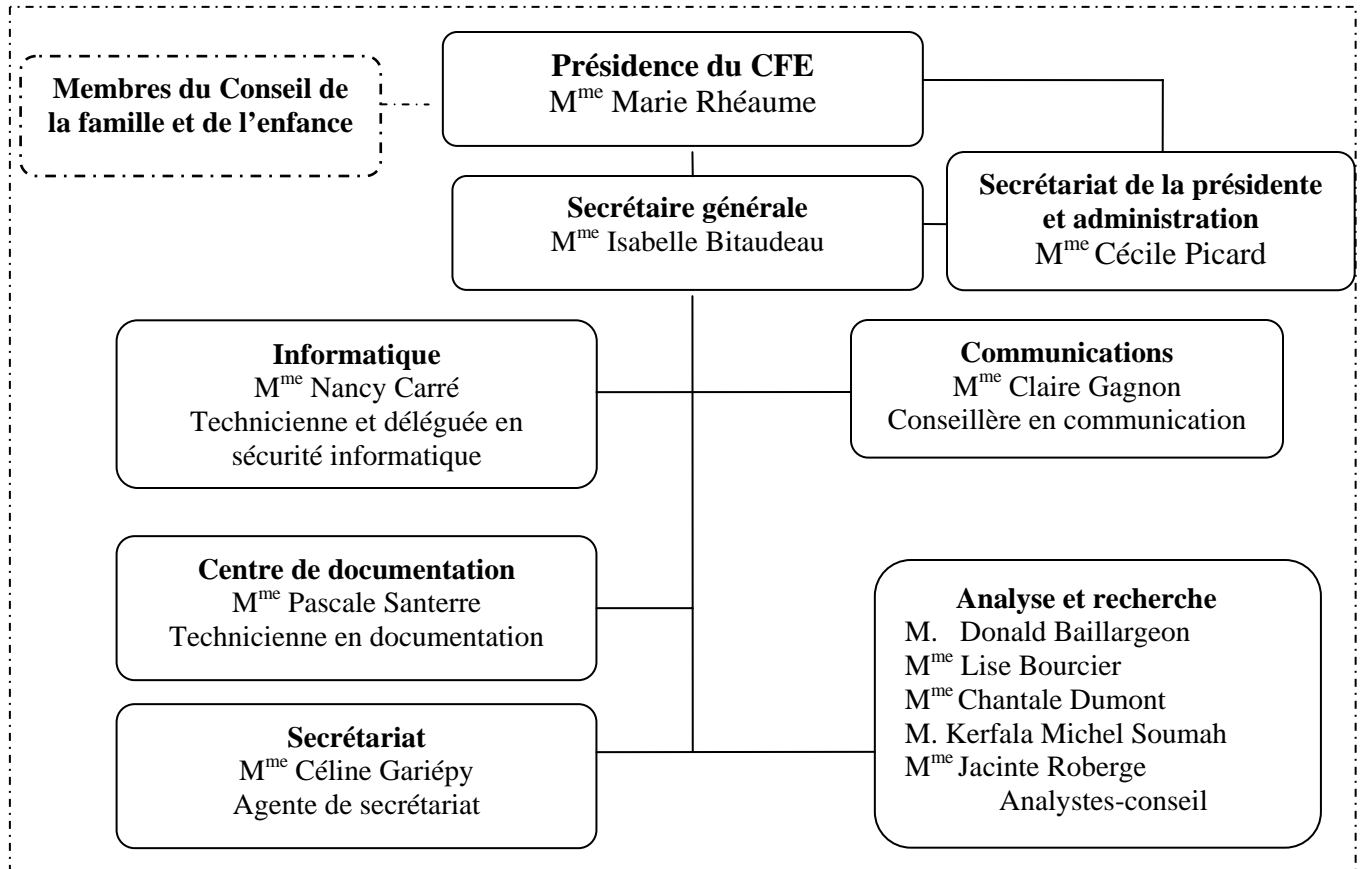 Présidence du CFE
Mme Marie Rhéaume
Membres du Conseil de
la famille et de l’enfance
Secrétaire générale
Mme Isabelle Bitaudeau
Secrétariat de la présidente
et administration
Mme Cécile Picard
Informatique
Mme Nancy Carré
Technicienne et déléguée en
sécurité informatique
Communications
Mme Claire Gagnon
Conseillère en communication
Centre de documentation
Mme Pascale Santerre
Technicienne en documentation
Analyse et recherche
M. Donald Baillargeon
Mme Lise Bourcier
Mme Chantale Dumont
M. Kerfala Michel Soumah
Mme Jacinte Roberge
Analystes-conseil
Secrétariat
Mme Céline Gariépy
Agente de secrétariat